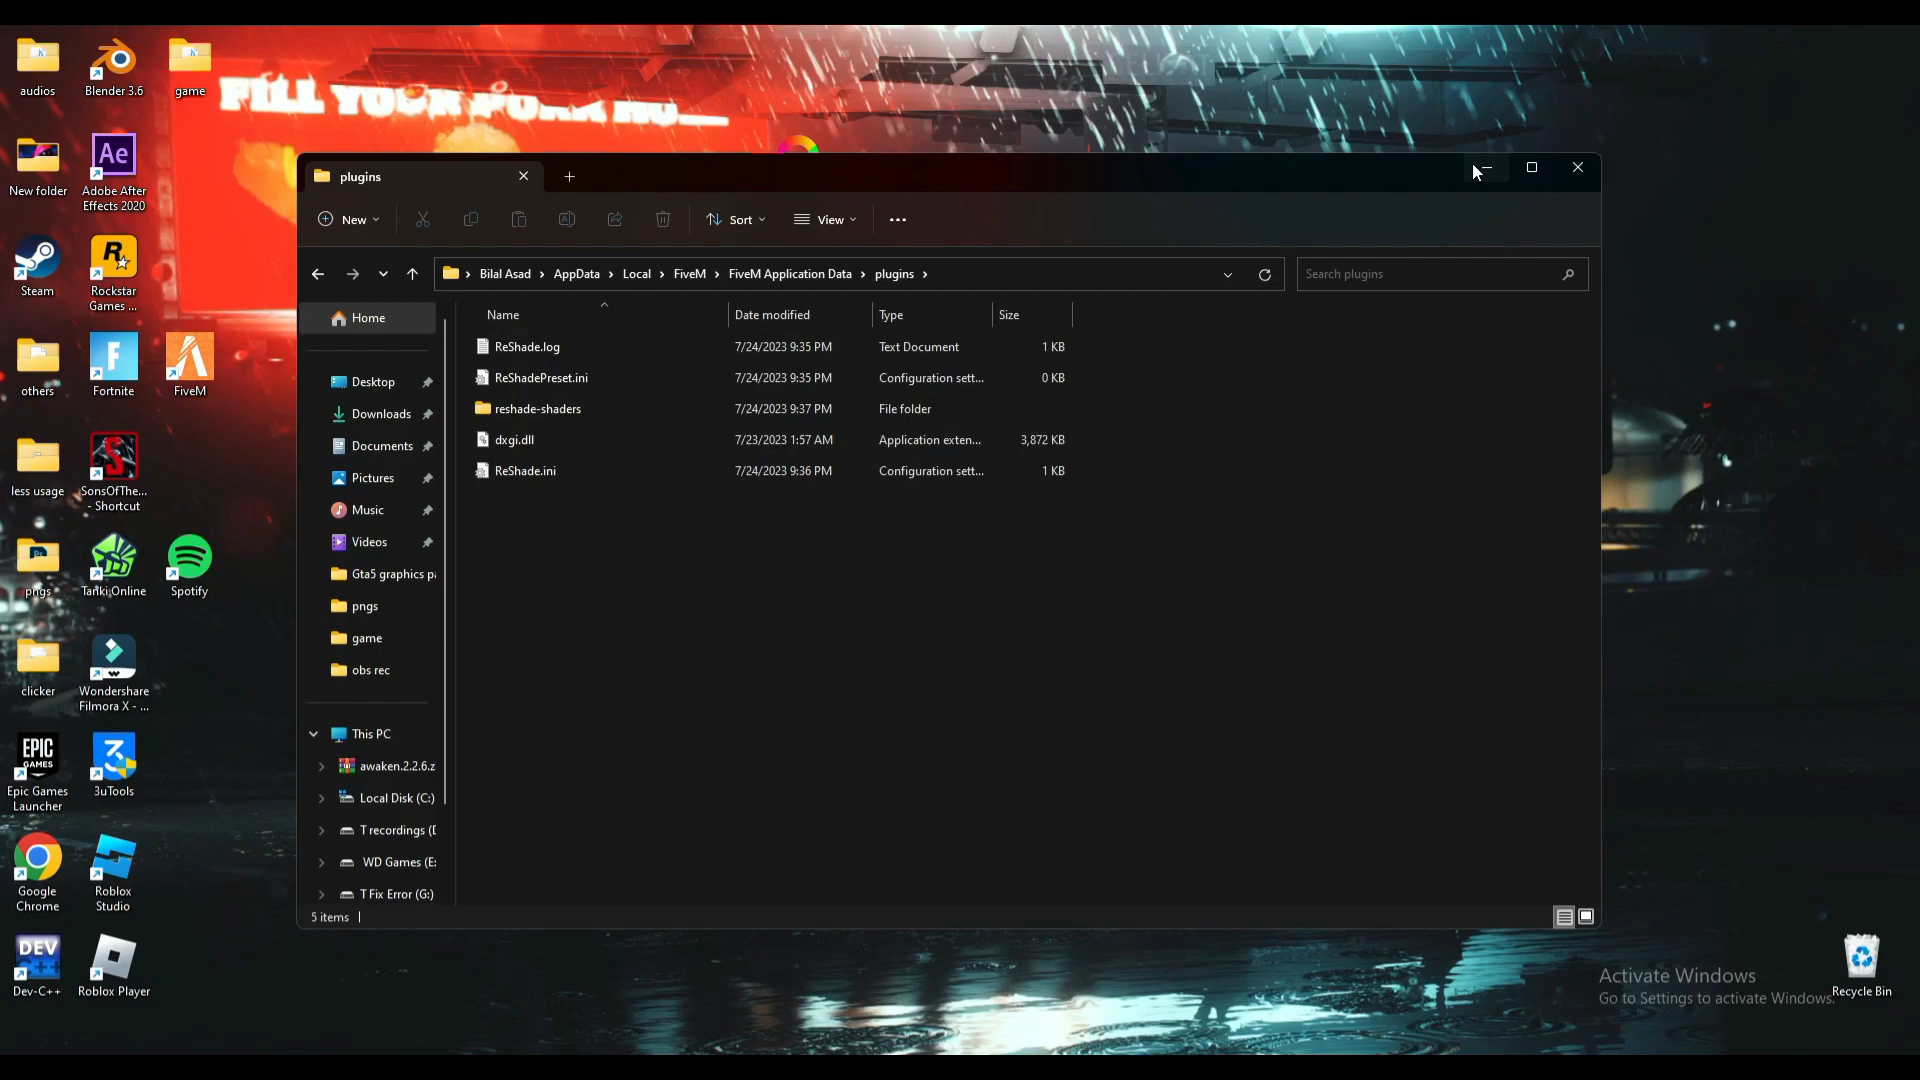 FILL YOUR
audios
Blender 3.6
game
New folder
Ae
Adobe After
Effects 2020
Steam
R
Rockstar
Games ...
others
F
Fortnite
FiveM
less usage
S
SonsOfThe...
- Shortcut
Ps
pngs
Tanki Online
Spotify
clicker
Wondershare
Filmora X - ...
EPIC
GAMES
Epic Games
Launcher
3
3uTools
Google
Chrome
Roblox
Studio
DEV
C++
Dev-C++
Roblox Player
plugins
New
Sort
View
Bilal Asad > AppData > Local > FiveM > FiveM Application Data > plugins >
Search plugins
Home
Desktop
Downloads
Documents
Pictures
Music
Videos
Gta5 graphics pa
pngs
game
obs rec
This PC
awaken.2.2.6.z
Local Disk (C:)
T recordings (D
WD Games (E:
T Fix Error (G:)
Name Date modified Type Size
ReShade.log 7/24/2023 9:35 PM Text Document 1 KB
ReShadePreset.ini 7/24/2023 9:35 PM Configuration sett... 0 KB
reshade-shaders 7/24/2023 9:37 PM File folder
dxgi.dll 7/23/2023 1:57 AM Application exten... 3,872 KB
ReShade.ini 7/24/2023 9:36 PM Configuration sett... 1 KB
5 items
Activate Windows
Go to Settings to activate Windows.
Recycle Bin